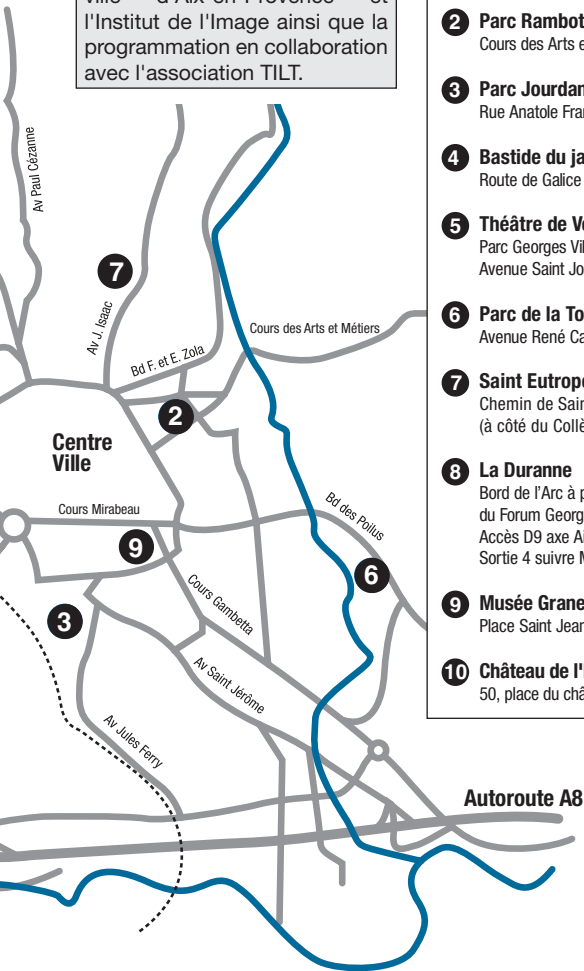 l'Institut de l'Image ainsi que la
programmation en collaboration
avec l'association TILT.
Av Paul Cézanne
7
Av J. Isaac
Bd F. et E. Zola
Cours des Arts et Métiers
2
Centre
Ville
Cours Mirabeau
9
Bd des Poilus
6
3
Cours Gambetta
Av Saint Jérôme
Av Jules Ferry
Autoroute A8
2 Parc Rambot
Cours des Arts e
3 Parc Jourdan
Rue Anatole Fran
4 Bastide du ja
Route de Galice
5 Théâtre de Ve
Parc Georges Vil
Avenue Saint Jo
6 Parc de la To
Avenue René Ca
7 Saint Eutrope
Chemin de Sain
(à côté du Collè
8 La Duranne
Bord de l'Arc à p
du Forum Georg
Accès D9 axe Ai
Sortie 4 suivre M
9 Musée Grane
Place Saint Jean
10 Château de l'
50, place du châ